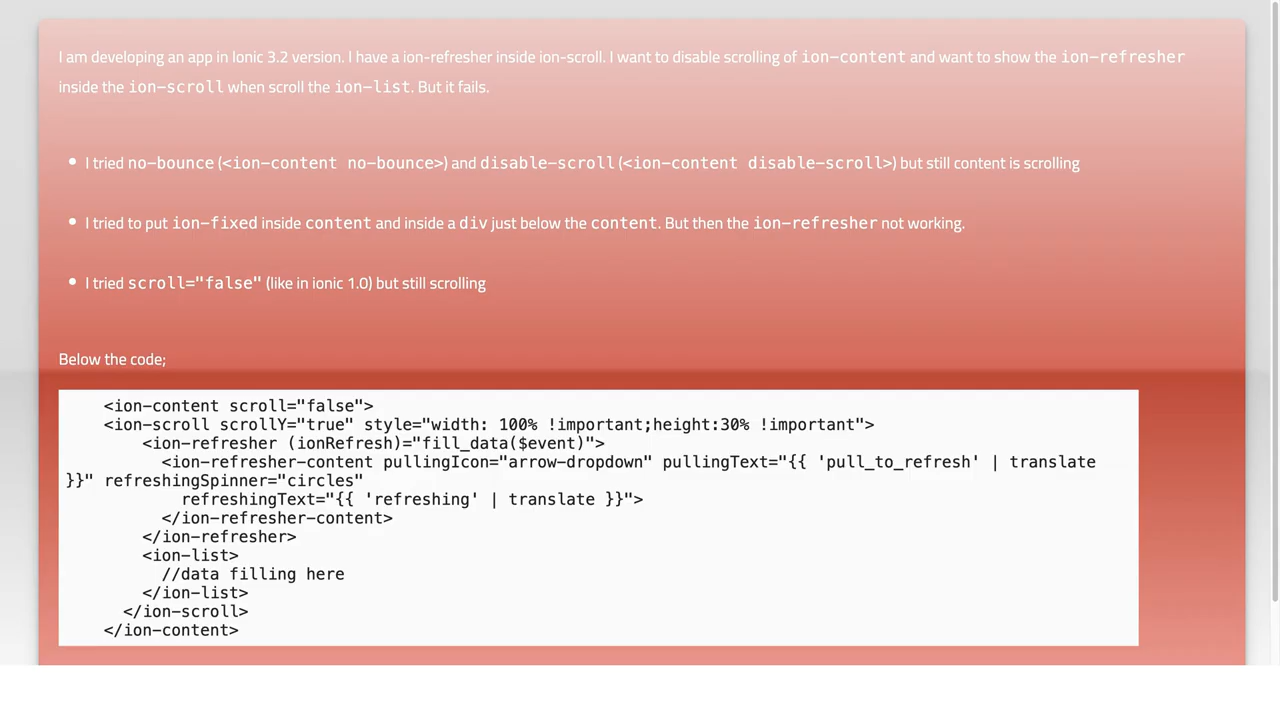 I am developing an app in Ionic 3.2 version. I have a ion-refresher inside ion-scroll. I want to disable scrolling of ion-content and want to show the ion-refresher
inside the ion-scroll when scroll the ion-list. But it fails.
• I tried no-bounce (<ion-content no-bounce>) and disable-scroll(<ion-content disable-scroll>) but still content is scrolling
• I tried to put ion-fixed inside content and inside a div just below the content. But then the ion-refresher not working.
• I tried scroll="false" (like in ionic 1.0) but still scrolling
Below the code;
<ion-content scroll="false">
<ion-scroll scrollY="true" style="width: 100% !important;height:30% !important">
<ion-refresher (ionRefresh)="fill_data($event)">
<ion-refresher-content pullingIcon="arrow-dropdown" pullingText="{{ 'pull_to_refresh' | translate
}}" refreshingSpinner="circles"
refreshingText="{{ 'refreshing' | translate }}">
</ion-refresher-content>
</ion-refresher>
<ion-list>
//data filling here
</ion-list>
</ion-scroll>
</ion-content>